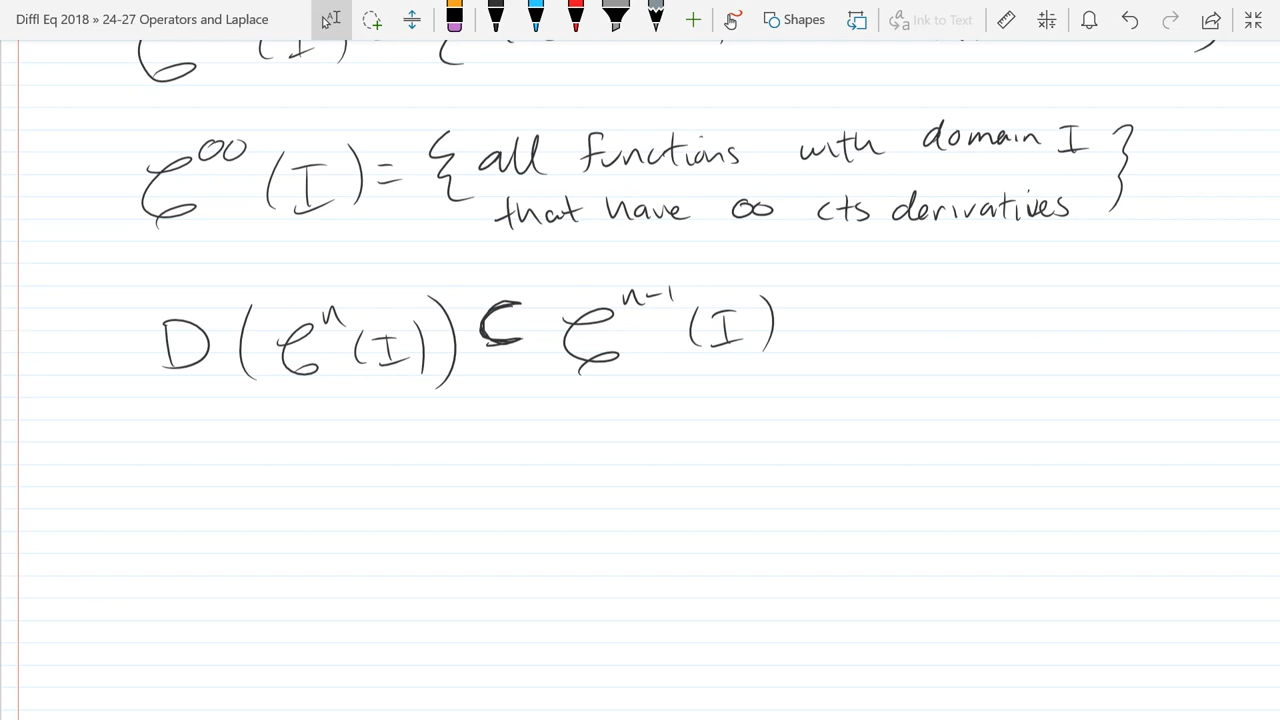 Diffl Eq 2018 » 24-27 Operators and Laplace
Shapes
Ink to Text
𝒞^∞ (I) = { all functions with domain I
that have ∞ cts derivatives }
D(𝒞^n (I)) ⊂ 𝒞^{n-1} (I)